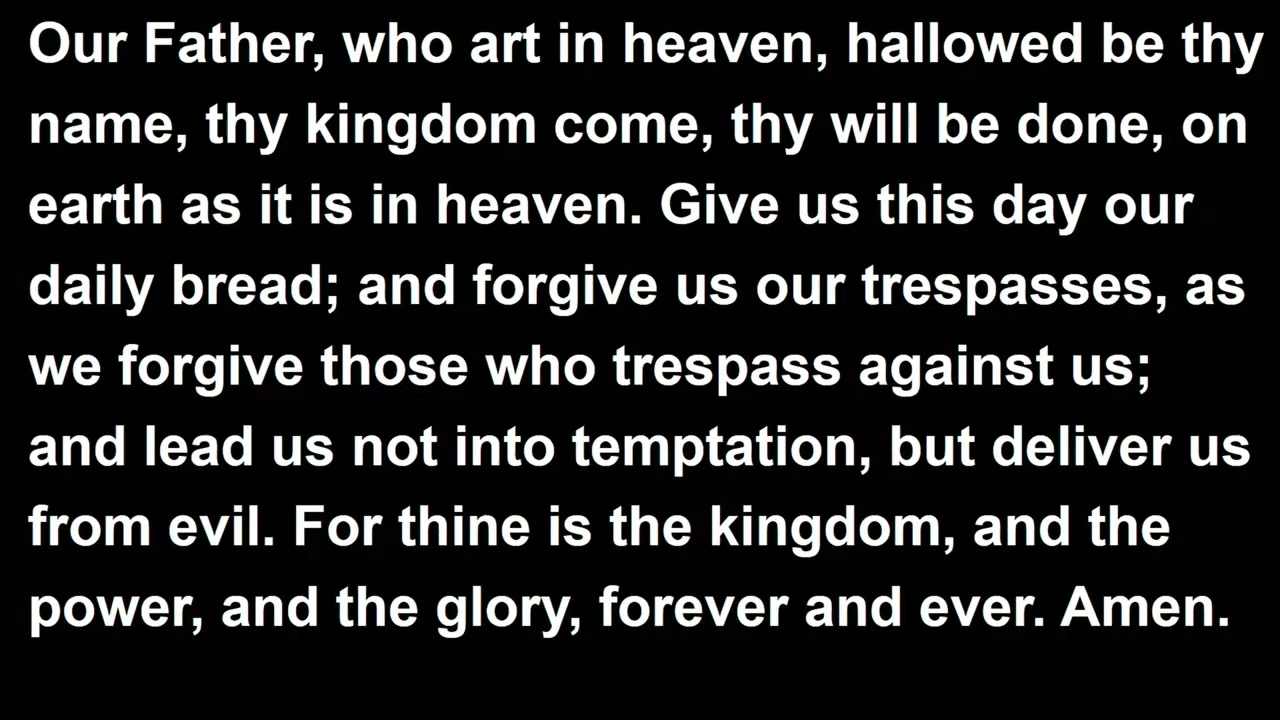 Our Father, who art in heaven, hallowed be thy
name, thy kingdom come, thy will be done, on
earth as it is in heaven. Give us this day our
daily bread; and forgive us our trespasses, as
we forgive those who trespass against us;
and lead us not into temptation, but deliver us
from evil. For thine is the kingdom, and the
power, and the glory, forever and ever. Amen.